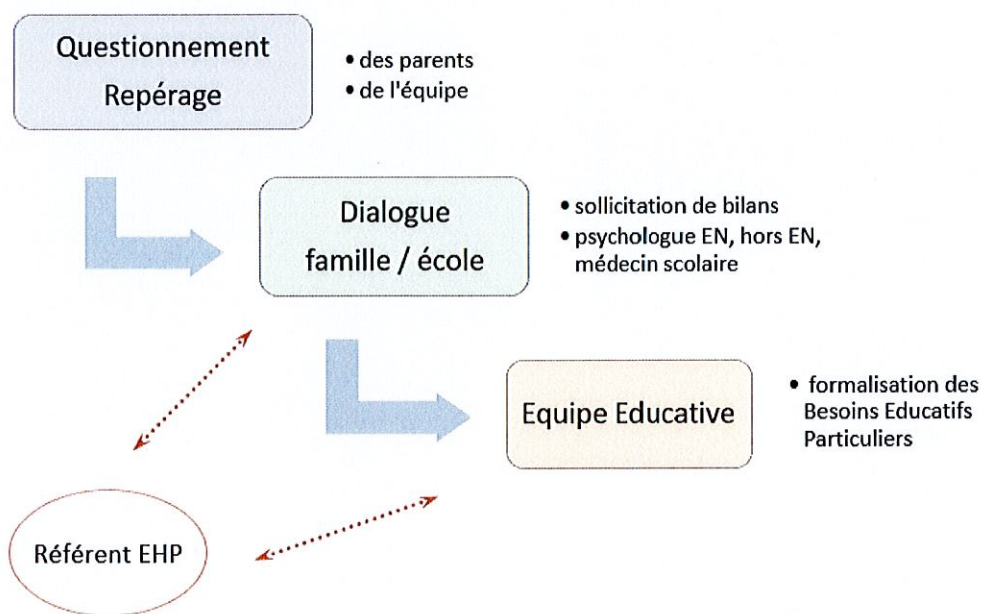 Questionnement
Repérage
• des parents
• de l'équipe
Dialogue
famille / école
• sollicitation de bilans
• psychologue EN, hors EN,
médecin scolaire
Equipe Educative
• formalisation des
Besoins Educatifs
Particuliers
Référent EHP